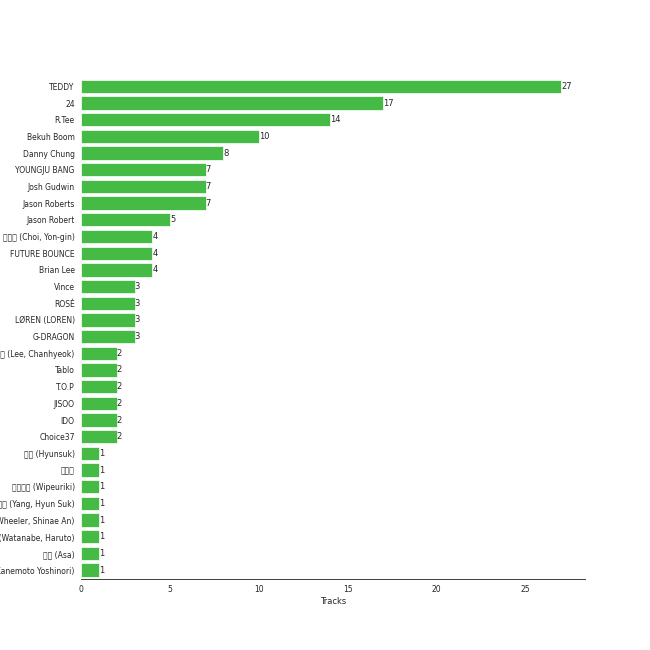 TEDDY 27
24 17
R.Tee 14
Bekuh Boom 10
Danny Chung 8
YOUNGJU BANG 7
Josh Gudwin 7
Jason Roberts 7
Jason Robert 5
(Choi, Yon-gin) 4
FUTURE BOUNCE 4
Brian Lee 4
Vince 3
ROSÉ 3
LØREN (LOREN) 3
G-DRAGON 3
(Lee, Chanhyeok) 2
Tablo 2
T.O.P 2
JISOO 2
IDO 2
Choice37 2
(Hyunsuk) 1
1
(Wipeuriki) 1
(Yang, Hyun Suk) 1
Wheeler, Shinae An) 1
(Watanabe, Haruto) 1
(Asa) 1
Kanemoto Yoshinori) 1
0 5 10 15 20 25
Tracks